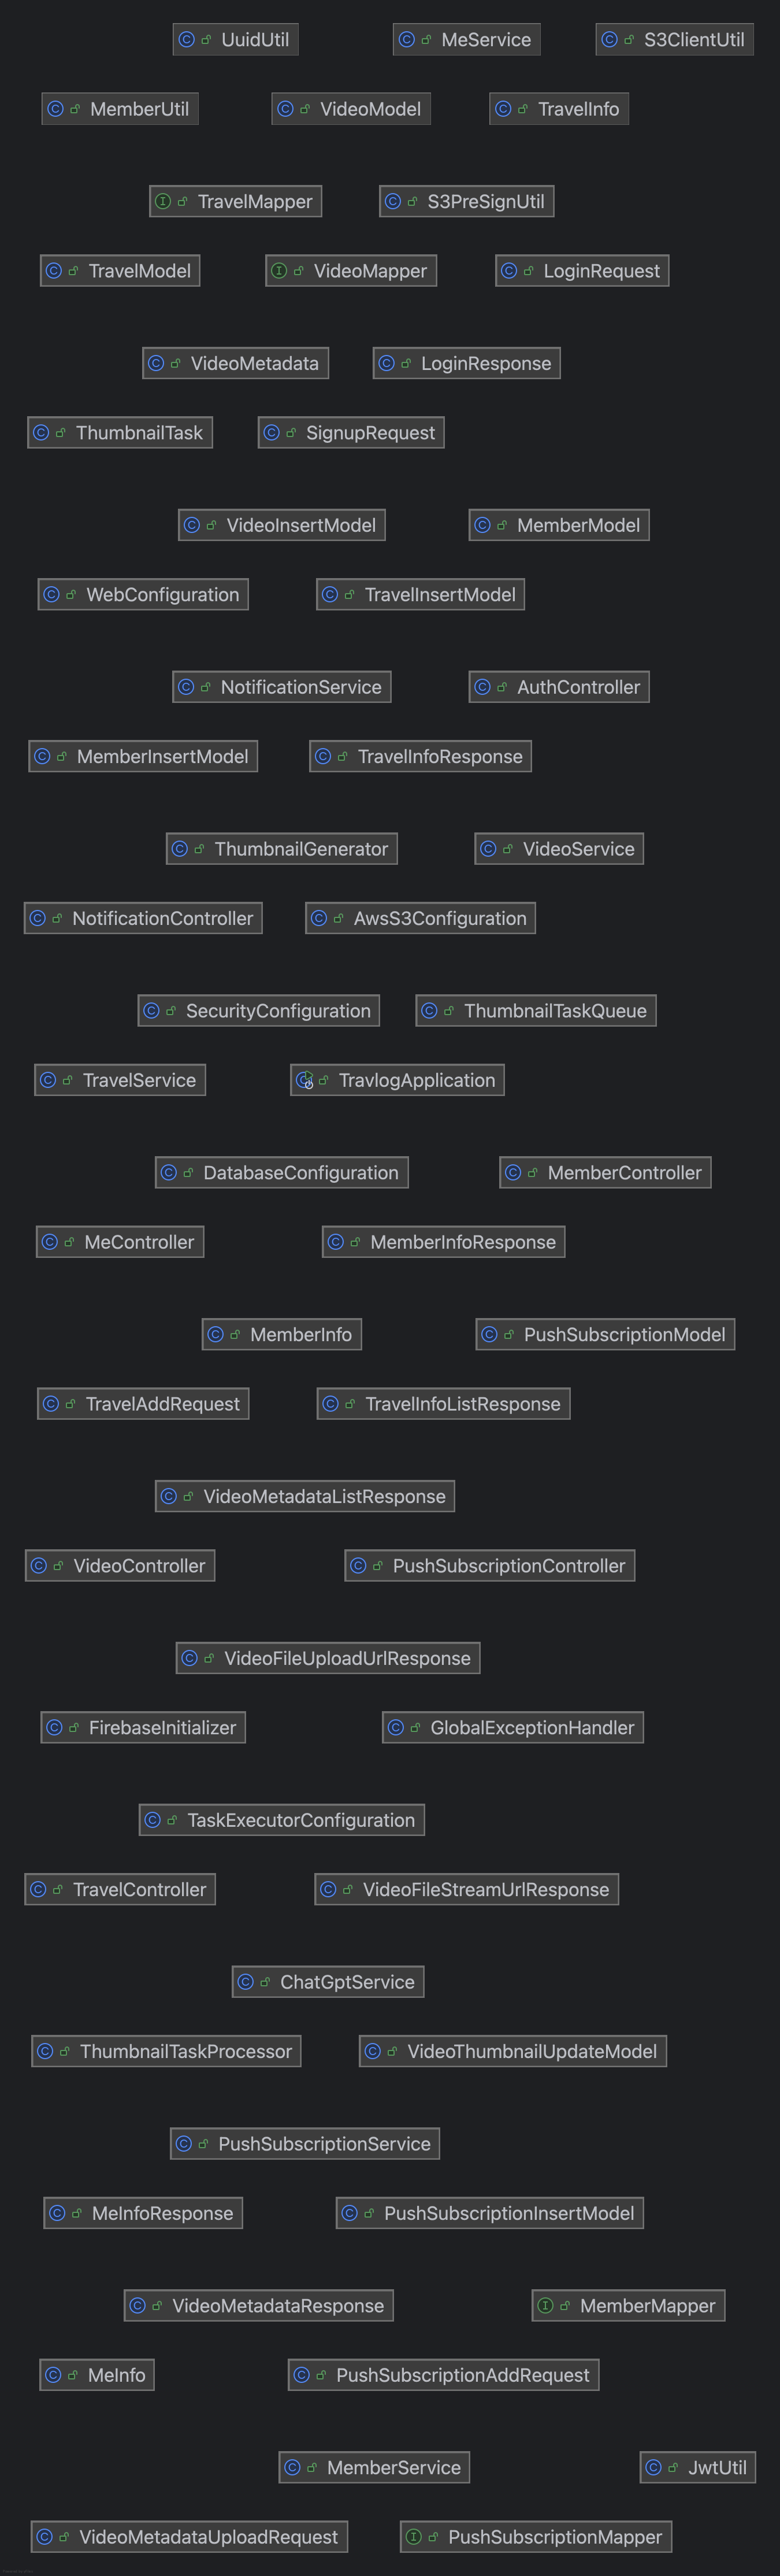 UuidUtil MeService S3ClientUtil
MemberUtil VideoModel TravelInfo
TravelMapper S3PreSignUtil
TravelModel VideoMapper LoginRequest
VideoMetadata LoginResponse
ThumbnailTask SignupRequest
VideoInsertModel MemberModel
WebConfiguration TravelInsertModel
NotificationService AuthController
MemberInsertModel TravelInfoResponse
ThumbnailGenerator VideoService
NotificationController AwsS3Configuration
SecurityConfiguration ThumbnailTaskQueue
TravelService TravlogApplication
DatabaseConfiguration MemberController
MeController MemberInfoResponse
MemberInfo PushSubscriptionModel
TravelAddRequest TravelInfoListResponse
VideoMetadataListResponse
VideoController PushSubscriptionController
VideoFileUploadUrlResponse
FirebaseInitializer GlobalExceptionHandler
TaskExecutorConfiguration
TravelController VideoFileStreamUrlResponse
ChatGptService
ThumbnailTaskProcessor VideoThumbnailUpdateModel
PushSubscriptionService
MeInfoResponse PushSubscriptionInsertModel
VideoMetadataResponse MemberMapper
MeInfo PushSubscriptionAddRequest
MemberService JwtUtil
VideoMetadataUploadRequest PushSubscriptionMapper